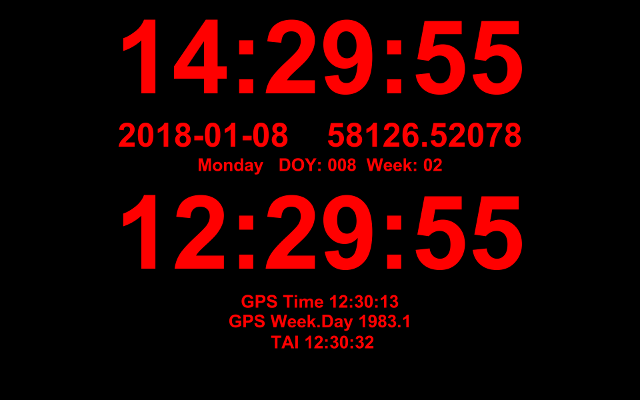 14:29:55
2018-01-08 58126.52078
Monday DOY: 008 Week: 02
12:29:55
GPS Time 12:30:13
GPS Week.Day 1983.1
TAI 12:30:32